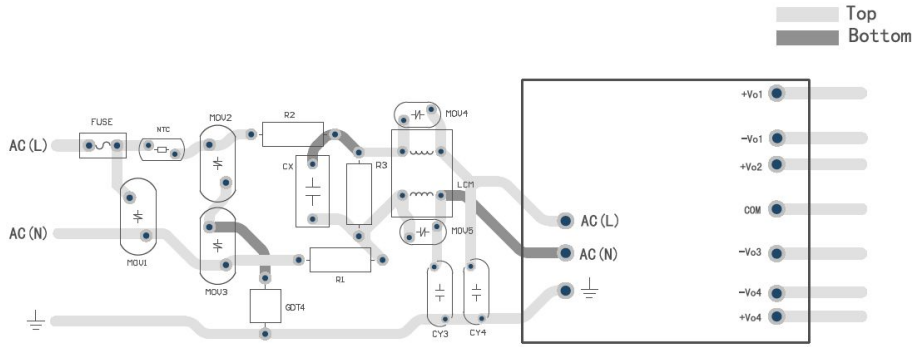 Top
Bottom
+Vo1
MOV4
FUSE
MOV2
R2
NTC
-Vo1
AC(L)
CX
R3
+Vo2
LCM
COM
AC(L)
AC(N)
MOV5
AC(N)
-Vo3
MOV1
R1
MOV3
-Vo4
GDT4
+Vo4
CY3
CY4